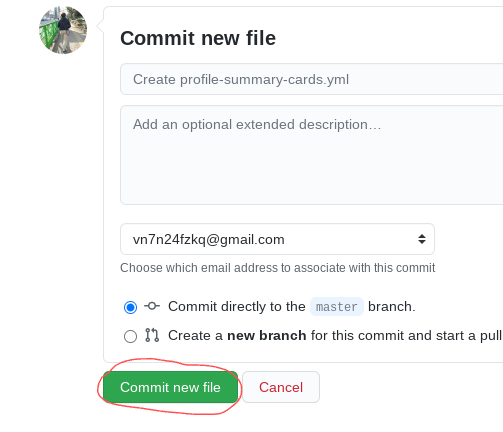 Commit new file
Create profile-summary-cards.yml
Add an optional extended description…
vn7n24fzkq@gmail.com
Choose which email address to associate with this commit
Commit directly to the master branch.
Create a new branch for this commit and start a pull
Commit new file
Cancel